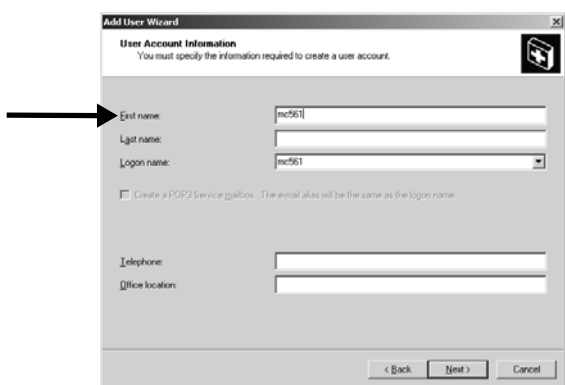 Add User Wizard
User Account Information
You must specify the information required to create a user account.
First name: mc561
Last name:
Logon name: mc561
Create a POP3 Service mailbox. The e-mail alias will be the same as the logon name.
Telephone:
Office location:
< Back Next > Cancel